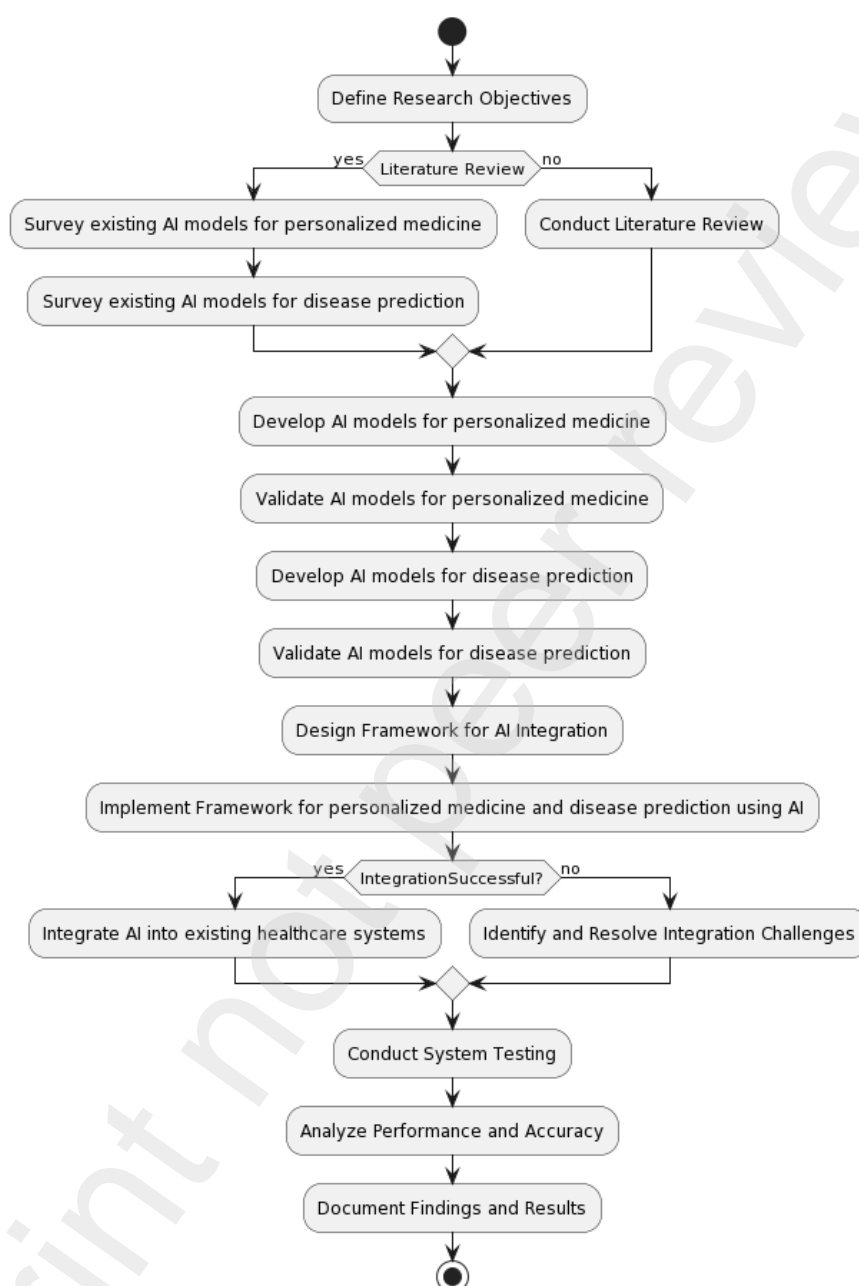 Define Research Objectives
yes
Literature Review
no
Survey existing AI models for personalized medicine
Conduct Literature Review
Survey existing AI models for disease prediction
Develop AI models for personalized medicine
Validate AI models for personalized medicine
Develop AI models for disease prediction
Validate AI models for disease prediction
Design Framework for AI Integration
Implement Framework for personalized medicine and disease prediction using AI
yes
IntegrationSuccessful?
no
Integrate AI into existing healthcare systems
Identify and Resolve Integration Challenges
Conduct System Testing
Analyze Performance and Accuracy
Document Findings and Results
rint not peer review